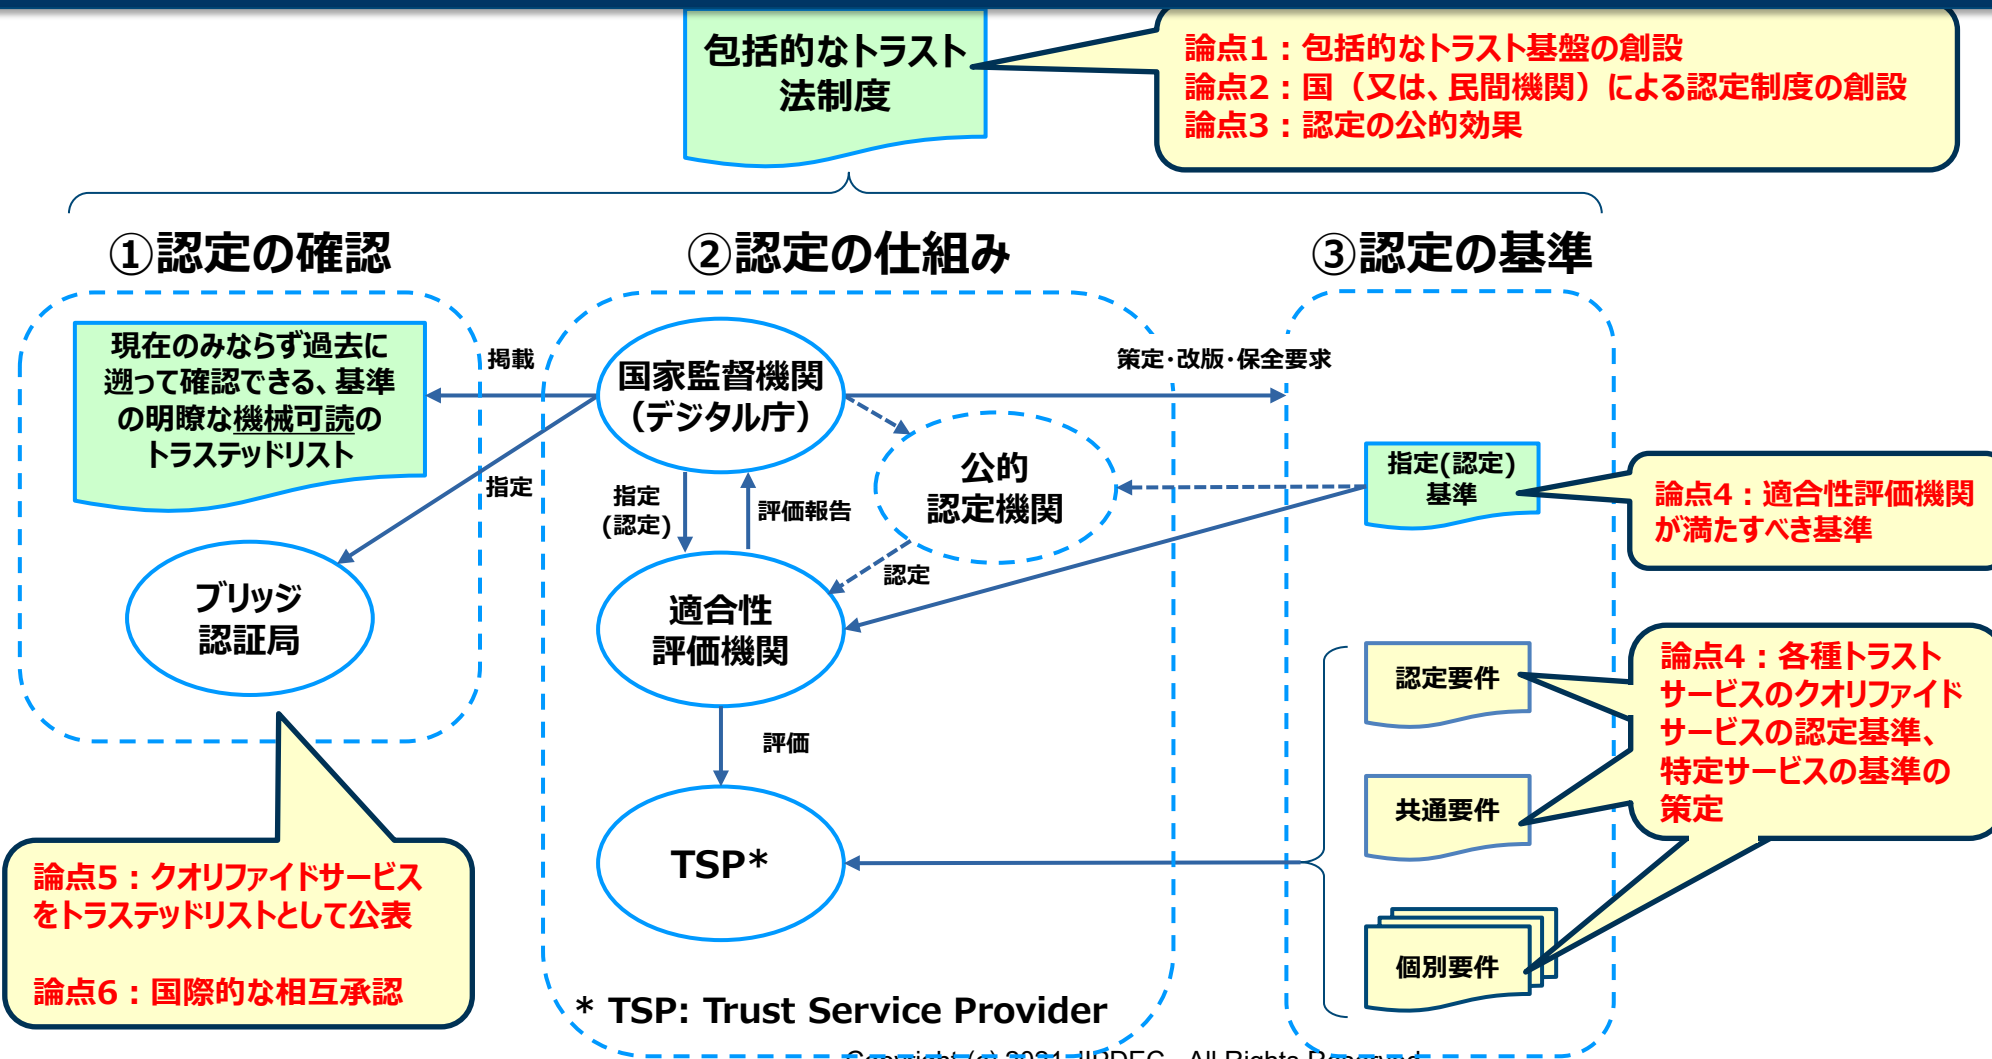 包括的なトラスト
法制度
論点1：包括的なトラスト基盤の創設
論点2：国（又は、民間機関）による認定制度の創設
論点3：認定の公的効果
①認定の確認
②認定の仕組み
③認定の基準
現在のみならず過去に
遡って確認できる、基準
の明瞭な機械可読の
トラステッドリスト
掲載
国家監督機関
（デジタル庁）
策定･改版･保全要求
指定
指定
(認定)
評価報告
公的
認定機関
指定(認定)
基準
論点4：適合性評価機関
が満たすべき基準
認定
ブリッジ
認証局
適合性
評価機関
認定要件
論点4：各種トラスト
サービスのクオリファイド
サービスの認定基準、
特定サービスの基準の
策定
評価
共通要件
TSP*
論点5：クオリファイドサービス
をトラステッドリストとして公表
論点6：国際的な相互承認
個別要件
* TSP: Trust Service Provider
Copyright (c) 2021 JIPDEC All Rights Reserved